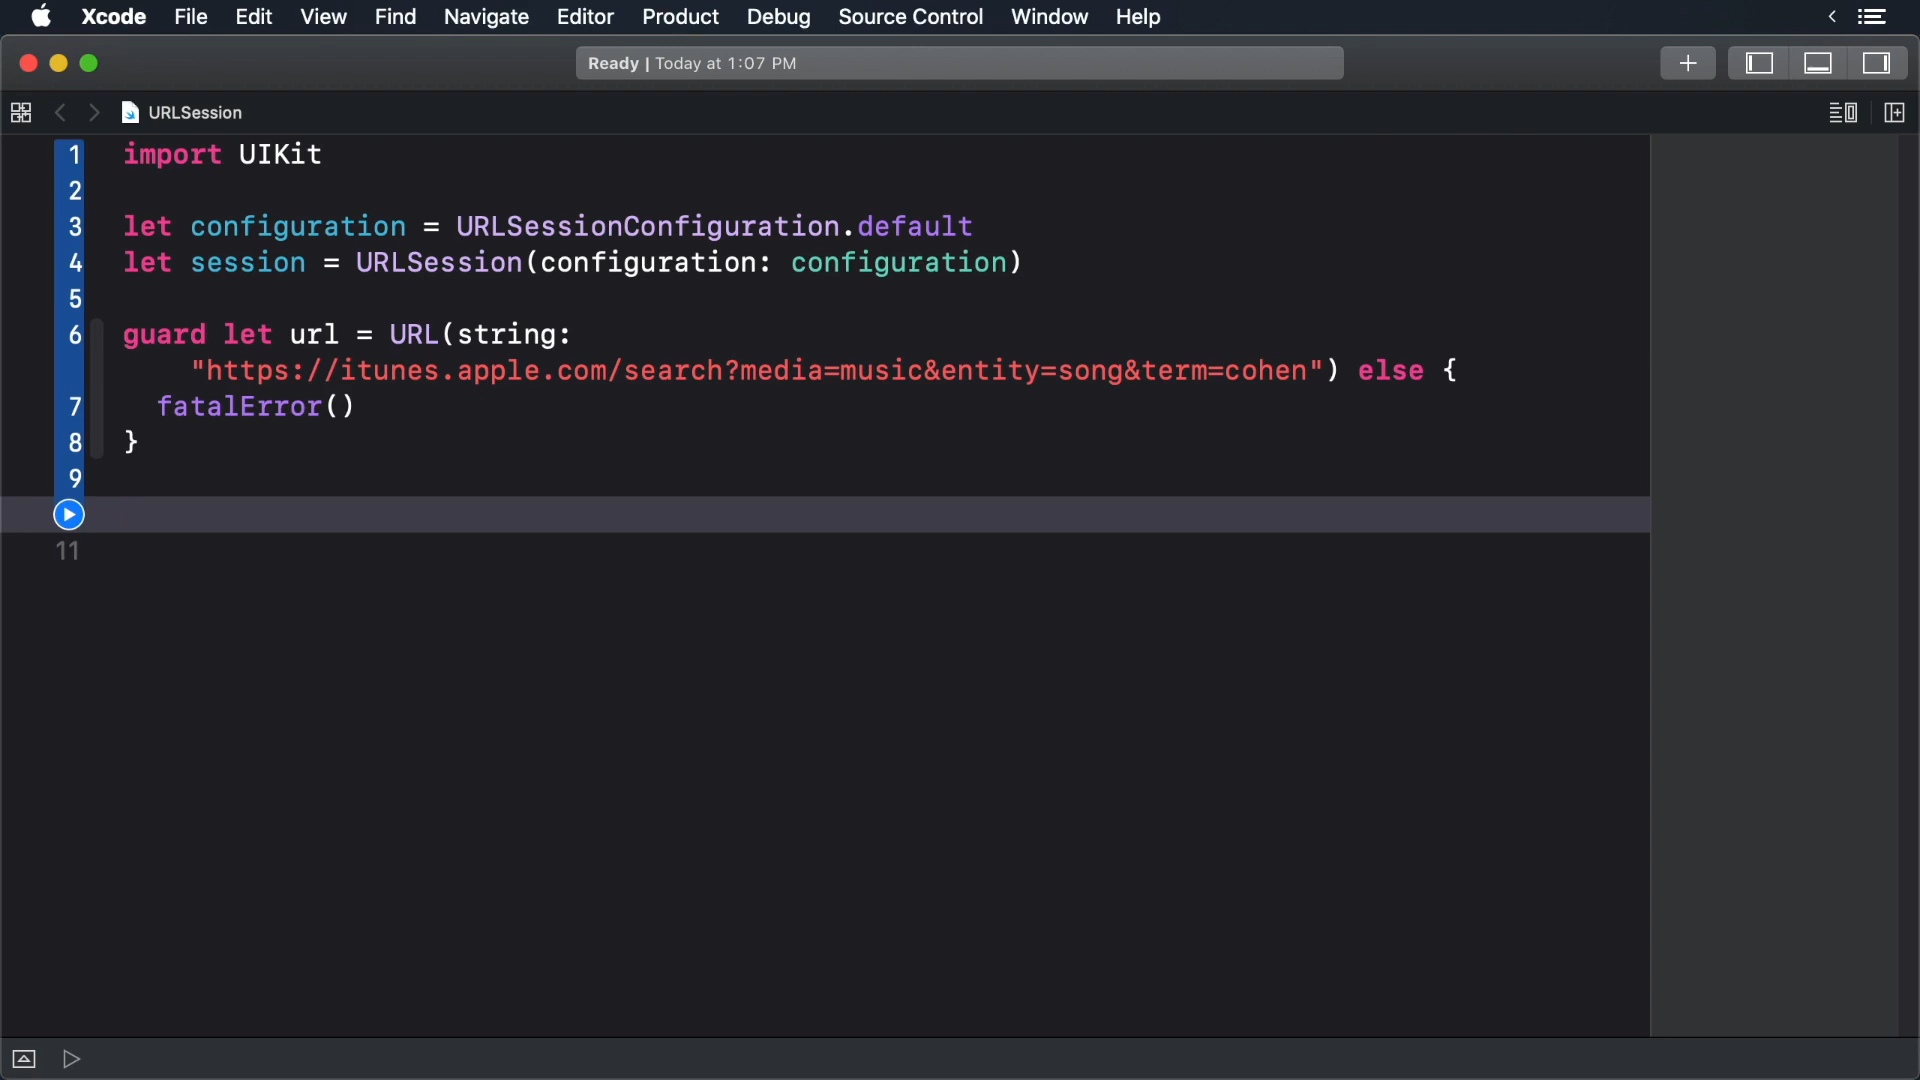 Xcode File Edit View Find Navigate Editor Product Debug Source Control Window Help
Ready | Today at 1:07 PM
URLSession
1 import UIKit
2
3 let configuration = URLSessionConfiguration.default
4 let session = URLSession(configuration: configuration)
5
6 guard let url = URL(string:
"https://itunes.apple.com/search?media=music&entity=song&term=cohen") else {
7 fatalError()
8 }
9
11